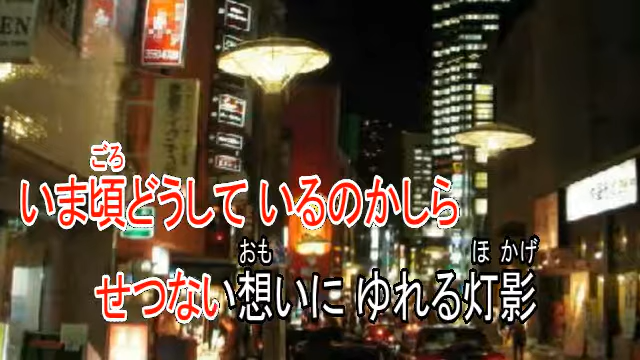 ごろ
いま頃どうして いるのかしら
おも ほかげ
せつない想いに ゆれる灯影